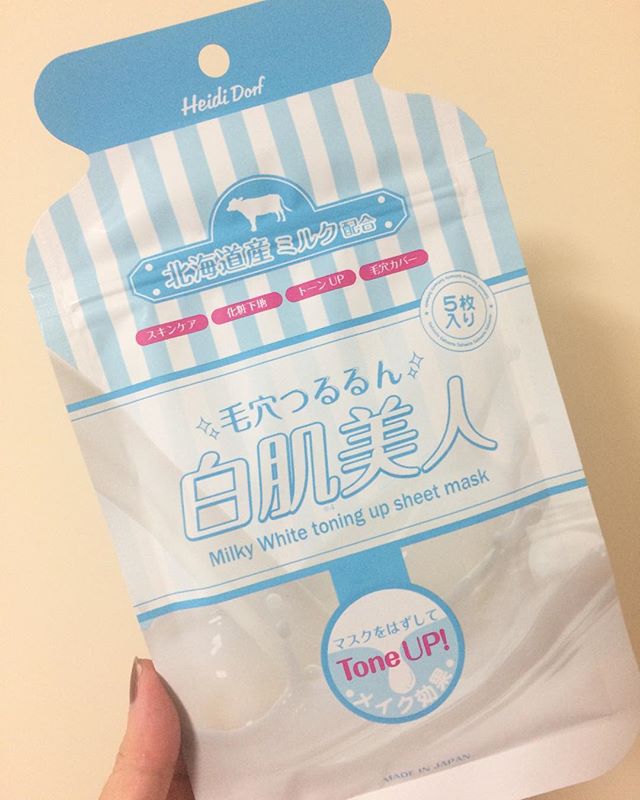 Heidi Dorf
北海道産 ミルク 配合
スキンケア
化粧下地
トーンUP
毛穴カバー
5枚
入り
毛穴つるるん
白肌美人
Milky White toning up sheet mask
マスクをはずして
Tone UP!
メイク効果
MADE IN JAPAN